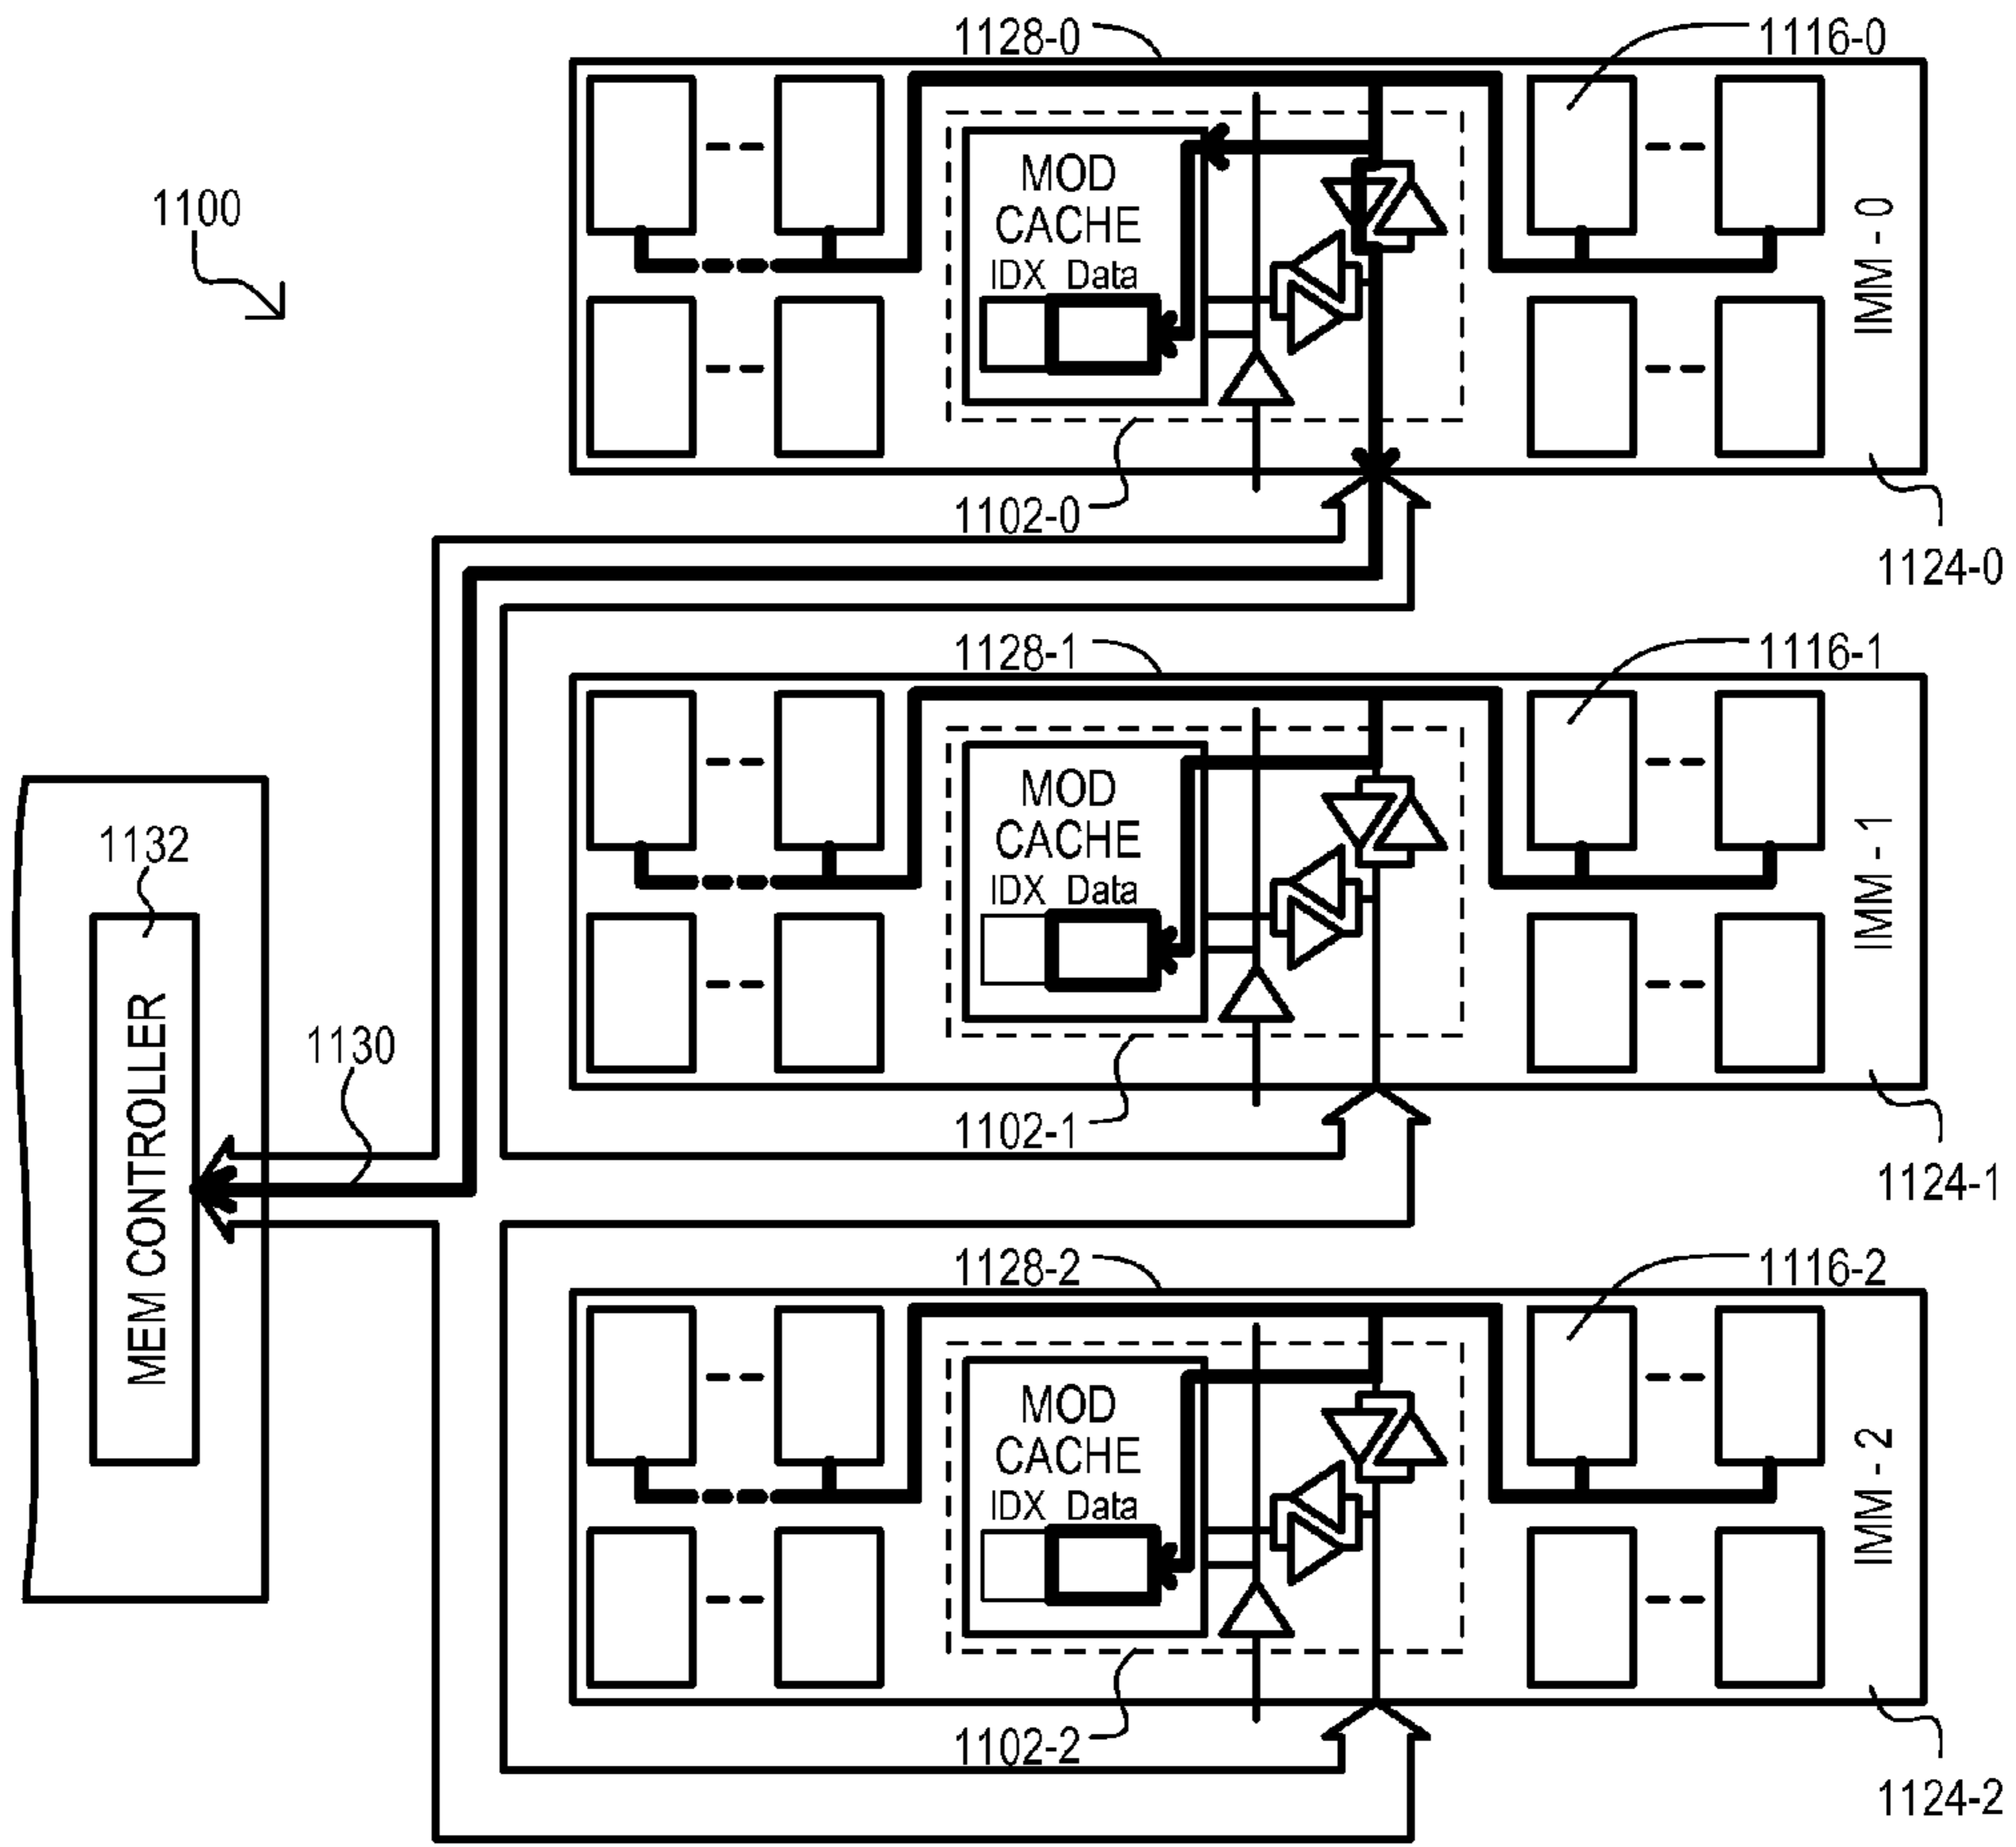 1128-0
1116-0
1100
MOD
CACHE
IDX Data
IMM - 0
1102-0
1124-0
1128-1
1116-1
MOD
CACHE
IDX Data
IMM - 1
1132
MEM CONTROLLER
1130
1102-1
1124-1
1128-2
1116-2
MOD
CACHE
IDX Data
IMM - 2
1102-2
1124-2